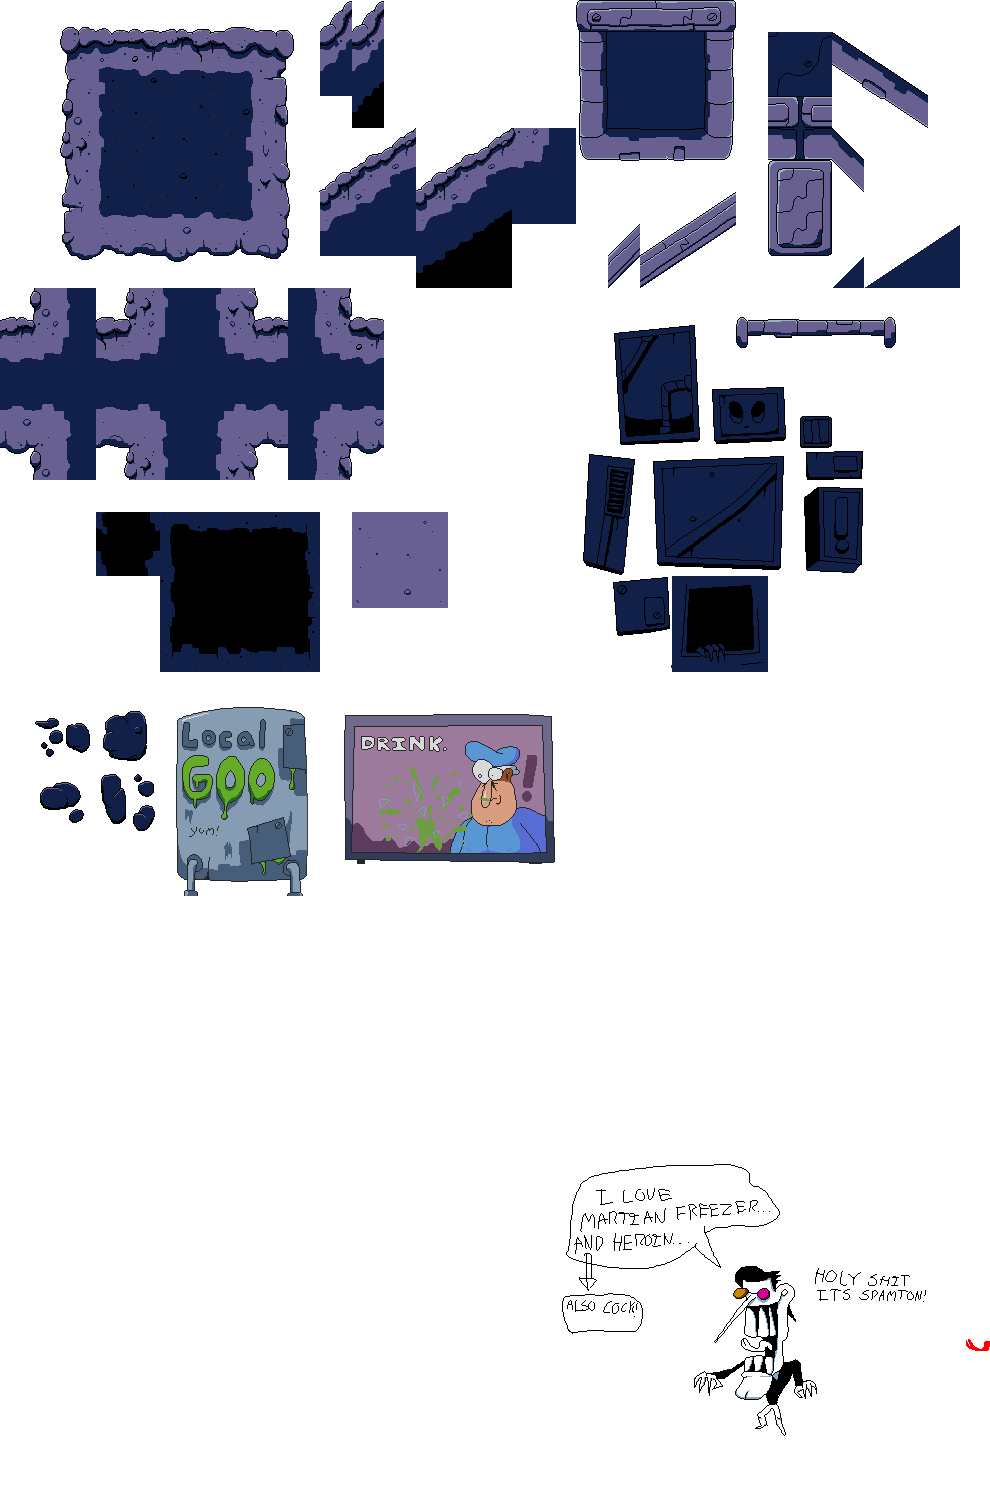 Local
GOO
yum!
DRINK.
I LOVE
MARTIAN FREEZER...
AND HEROIN...
ALSO COCK!
HOLY SHIT
ITS SPAMTON!